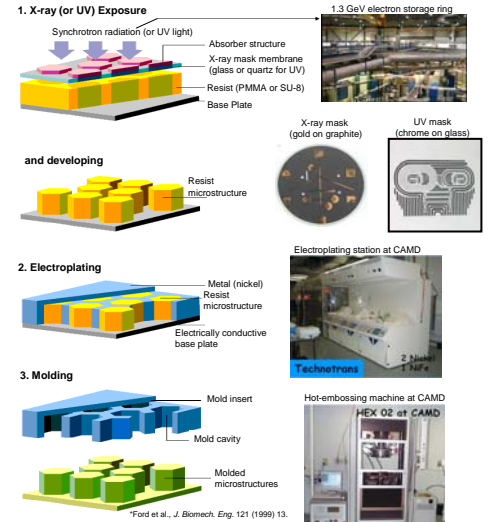 1. X-ray (or UV) Exposure
1.3 GeV electron storage ring
Synchrotron radiation (or UV light)
Absorber structure
X-ray mask membrane
(glass or quartz for UV)
Resist (PMMA or SU-8)
Base Plate
X-ray mask
(gold on graphite)
UV mask
(chrome on glass)
and developing
Resist
microstructure
Electroplating station at CAMD
2. Electroplating
Metal (nickel)
Resist
microstructure
Electrically conductive
base plate
Technotrans
2 Nickel
1 NiFe
3. Molding
Hot-embossing machine at CAMD
HEX 02 at CAMD
Mold insert
Mold cavity
Molded
microstructures
*Ford et al., J. Biomech. Eng. 121 (1999) 13.